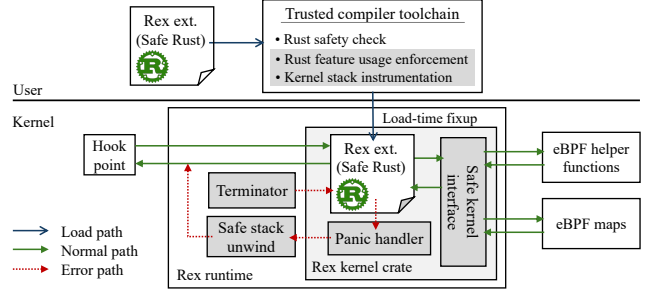 Rex ext.
(Safe Rust)
Trusted compiler toolchain
• Rust safety check
• Rust feature usage enforcement
• Kernel stack instrumentation
User
Kernel
Load-time fixup
Hook
point
Rex ext.
(Safe Rust)
Safe kernel
interface
eBPF helper
functions
Terminator
Safe stack
unwind
Panic handler
eBPF maps
Load path
Normal path
Error path
Rex runtime
Rex kernel crate